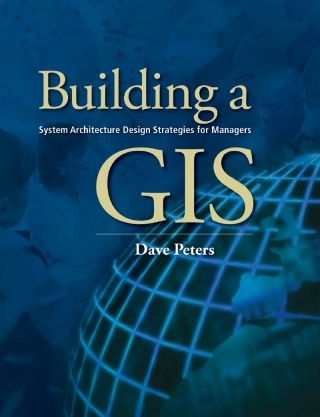 Building a
System Architecture Design Strategies for Managers
GIS
Dave Peters